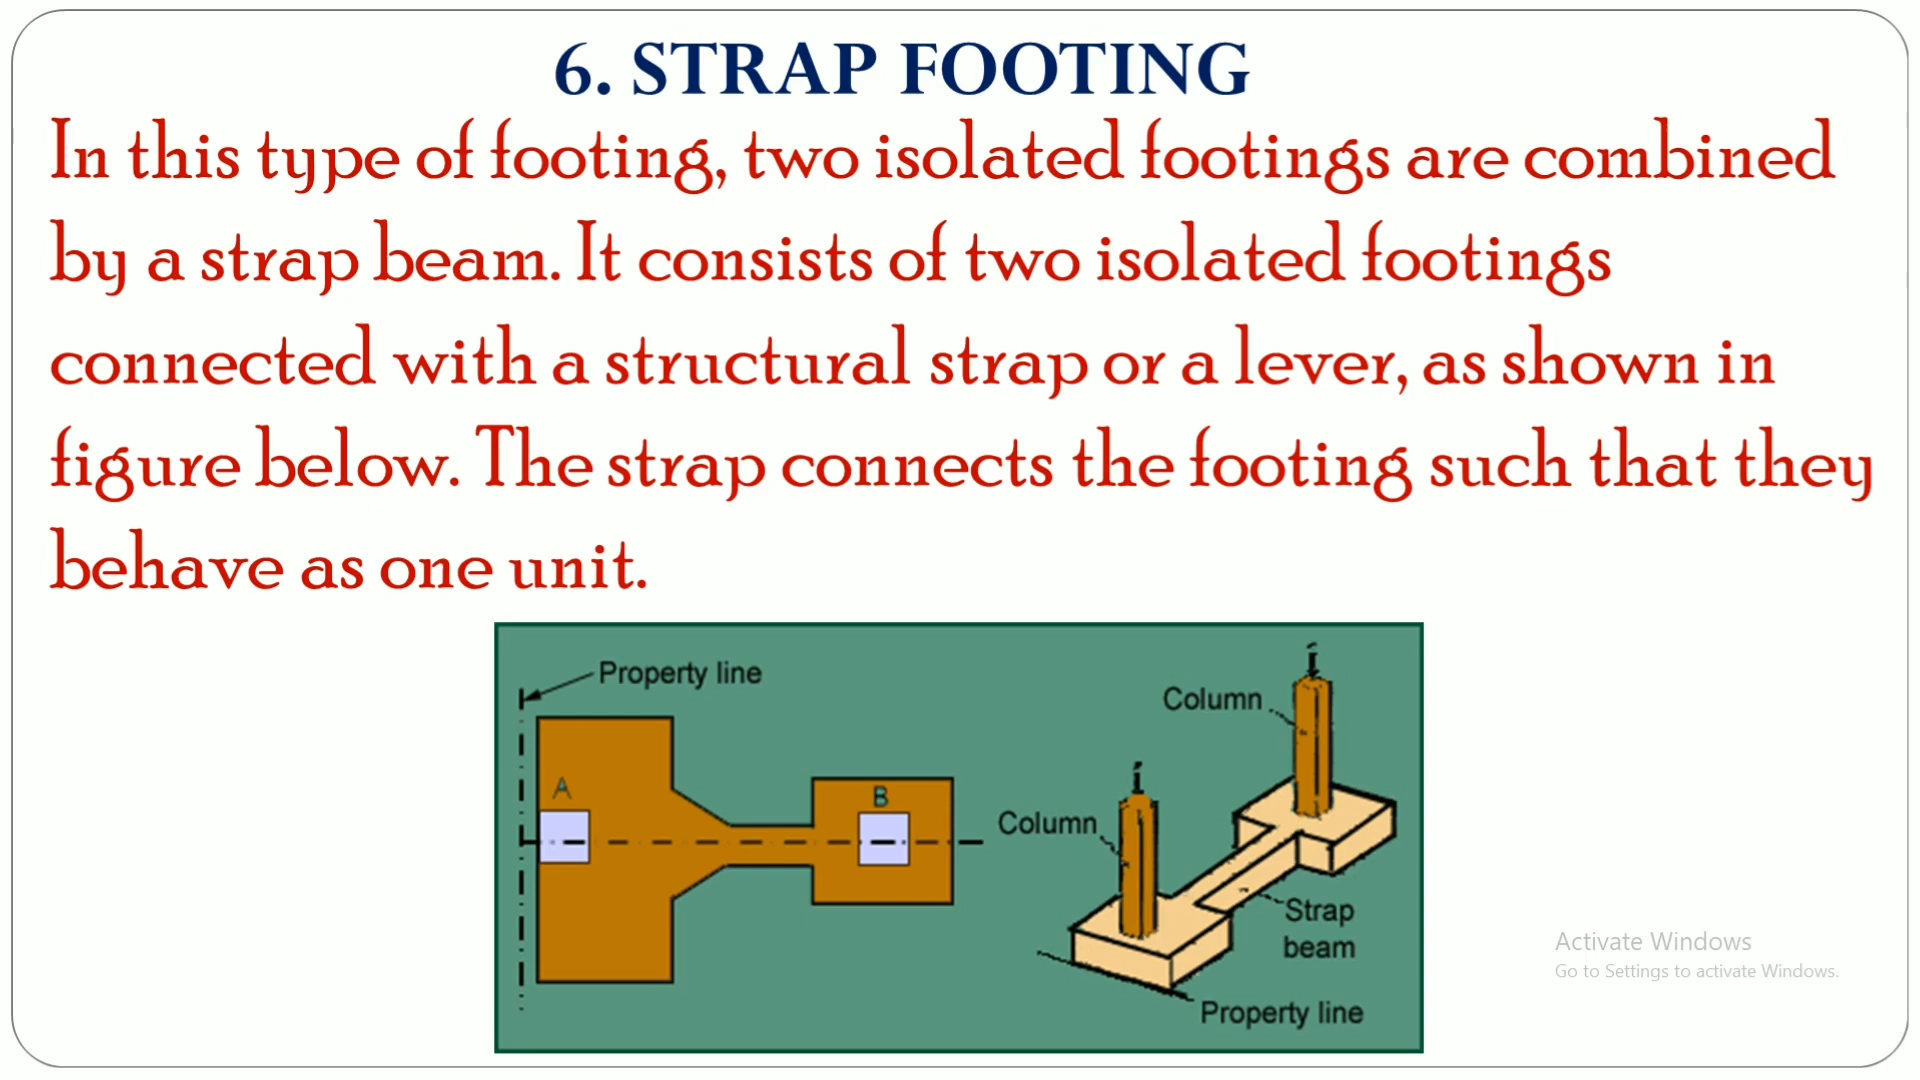 6. STRAP FOOTING
In this type of footing, two isolated footings are combined
by a strap beam. It consists of two isolated footings
connected with a structural strap or a lever, as shown in
figure below. The strap connects the footing such that they
behave as one unit.
Property line
A
B
Column
Column
Strap
beam
Property line
Activate Windows
Go to Settings to activate Windows.